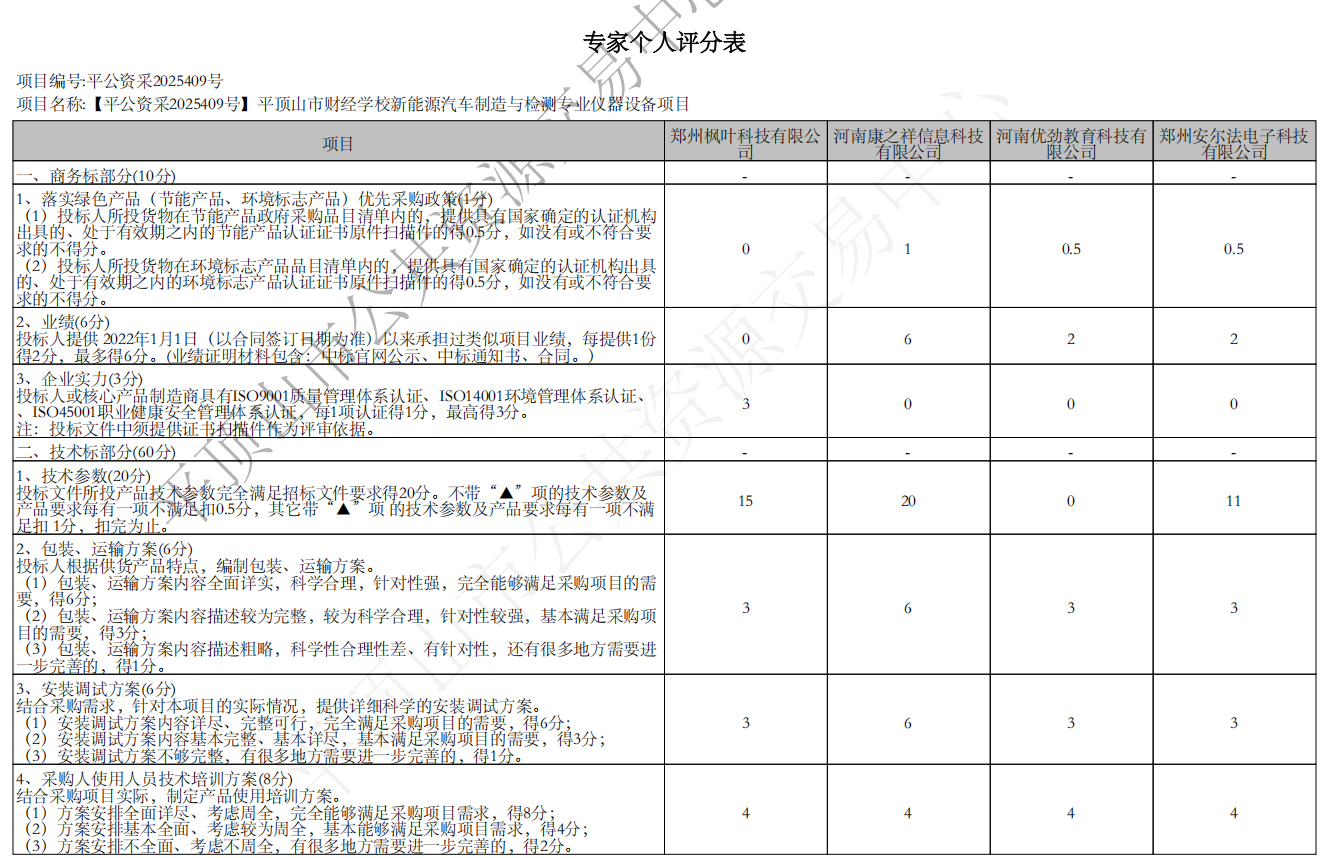 专家个人评分表
项目编号:平公资采2025409号
项目名称:【平公资采2025409号】平顶山市财经学校新能源汽车制造与检测专业仪器设备项目
项目 郑州枫叶科技有限公司 河南康之祥信息科技有限公司 河南优劲教育科技有限公司 郑州安尔法电子科技有限公司
一、商务标部分(10分) - - - -
1、落实绿色产品（节能产品、环境标志产品）优先采购政策(1分)
（1）投标人所投货物在节能产品政府采购品目清单内的，提供具有国家确定的认证机构
出具的、处于有效期之内的节能产品认证证书原件扫描件的得0.5分，如没有或不符合要
求的不得分。
（2）投标人所投货物在环境标志产品品目清单内的，提供具有国家确定的认证机构出具
的、处于有效期之内的环境标志产品认证证书原件扫描件的得0.5分，如没有或不符合要
求的不得分。
0 1 0.5 0.5
2、业绩(6分)
投标人提供 2022年1月1日（以合同签订日期为准）以来承担过类似项目业绩，每提供1份
得2分，最多得6分。(业绩证明材料包含：中标官网公示、中标通知书、合同。)
0 6 2 2
3、企业实力(3分)
投标人或核心产品制造商具有ISO9001质量管理体系认证、ISO14001环境管理体系认证、
、ISO45001职业健康安全管理体系认证，每1项认证得1分，最高得3分。
注：投标文件中须提供证书扫描件作为评审依据。
3 0 0 0
二、技术标部分(60分) - - - -
1、技术参数(20分)
投标文件所投产品技术参数完全满足招标文件要求得20分。不带“▲”项的技术参数及
产品要求每有一项不满足扣0.5分，其它带“▲”项 的技术参数及产品要求每有一项不满
足扣 1分，扣完为止。
15 20 0 11
2、包装、运输方案(6分)
投标人根据供货产品特点，编制包装、运输方案。
（1）包装、运输方案内容全面详实，科学合理，针对性强，完全能够满足采购项目的需
要，得6分；
（2）包装、运输方案内容描述较为完整，较为科学合理，针对性较强，基本满足采购项
目的需要，得3分；
（3）包装、运输方案内容描述粗略，科学性合理性差、有针对性，还有很多地方需要进
一步完善的，得1分。
3 6 3 3
3、安装调试方案(6分)
结合采购需求，针对本项目的实际情况，提供详细科学的安装调试方案。
（1）安装调试方案内容详尽、完整可行，完全满足采购项目的需要，得6分；
（2）安装调试方案内容基本完整、基本详尽，基本满足采购项目的需要，得3分；
（3）安装调试方案不够完整，有很多地方需要进一步完善的，得1分。
3 6 3 3
4、采购人使用人员技术培训方案(8分)
结合采购项目实际，制定产品使用培训方案。
（1）方案安排全面详尽、考虑周全，完全能够满足采购项目需求，得8分；
（2）方案安排基本全面、考虑较为周全，基本能够满足采购项目需求，得4分；
（3）方案安排不全面、考虑不周全，有很多地方需要进一步完善的，得2分。
4 4 4 4
平顶山市公共资源交易中心
平顶山市公共资源交易中心